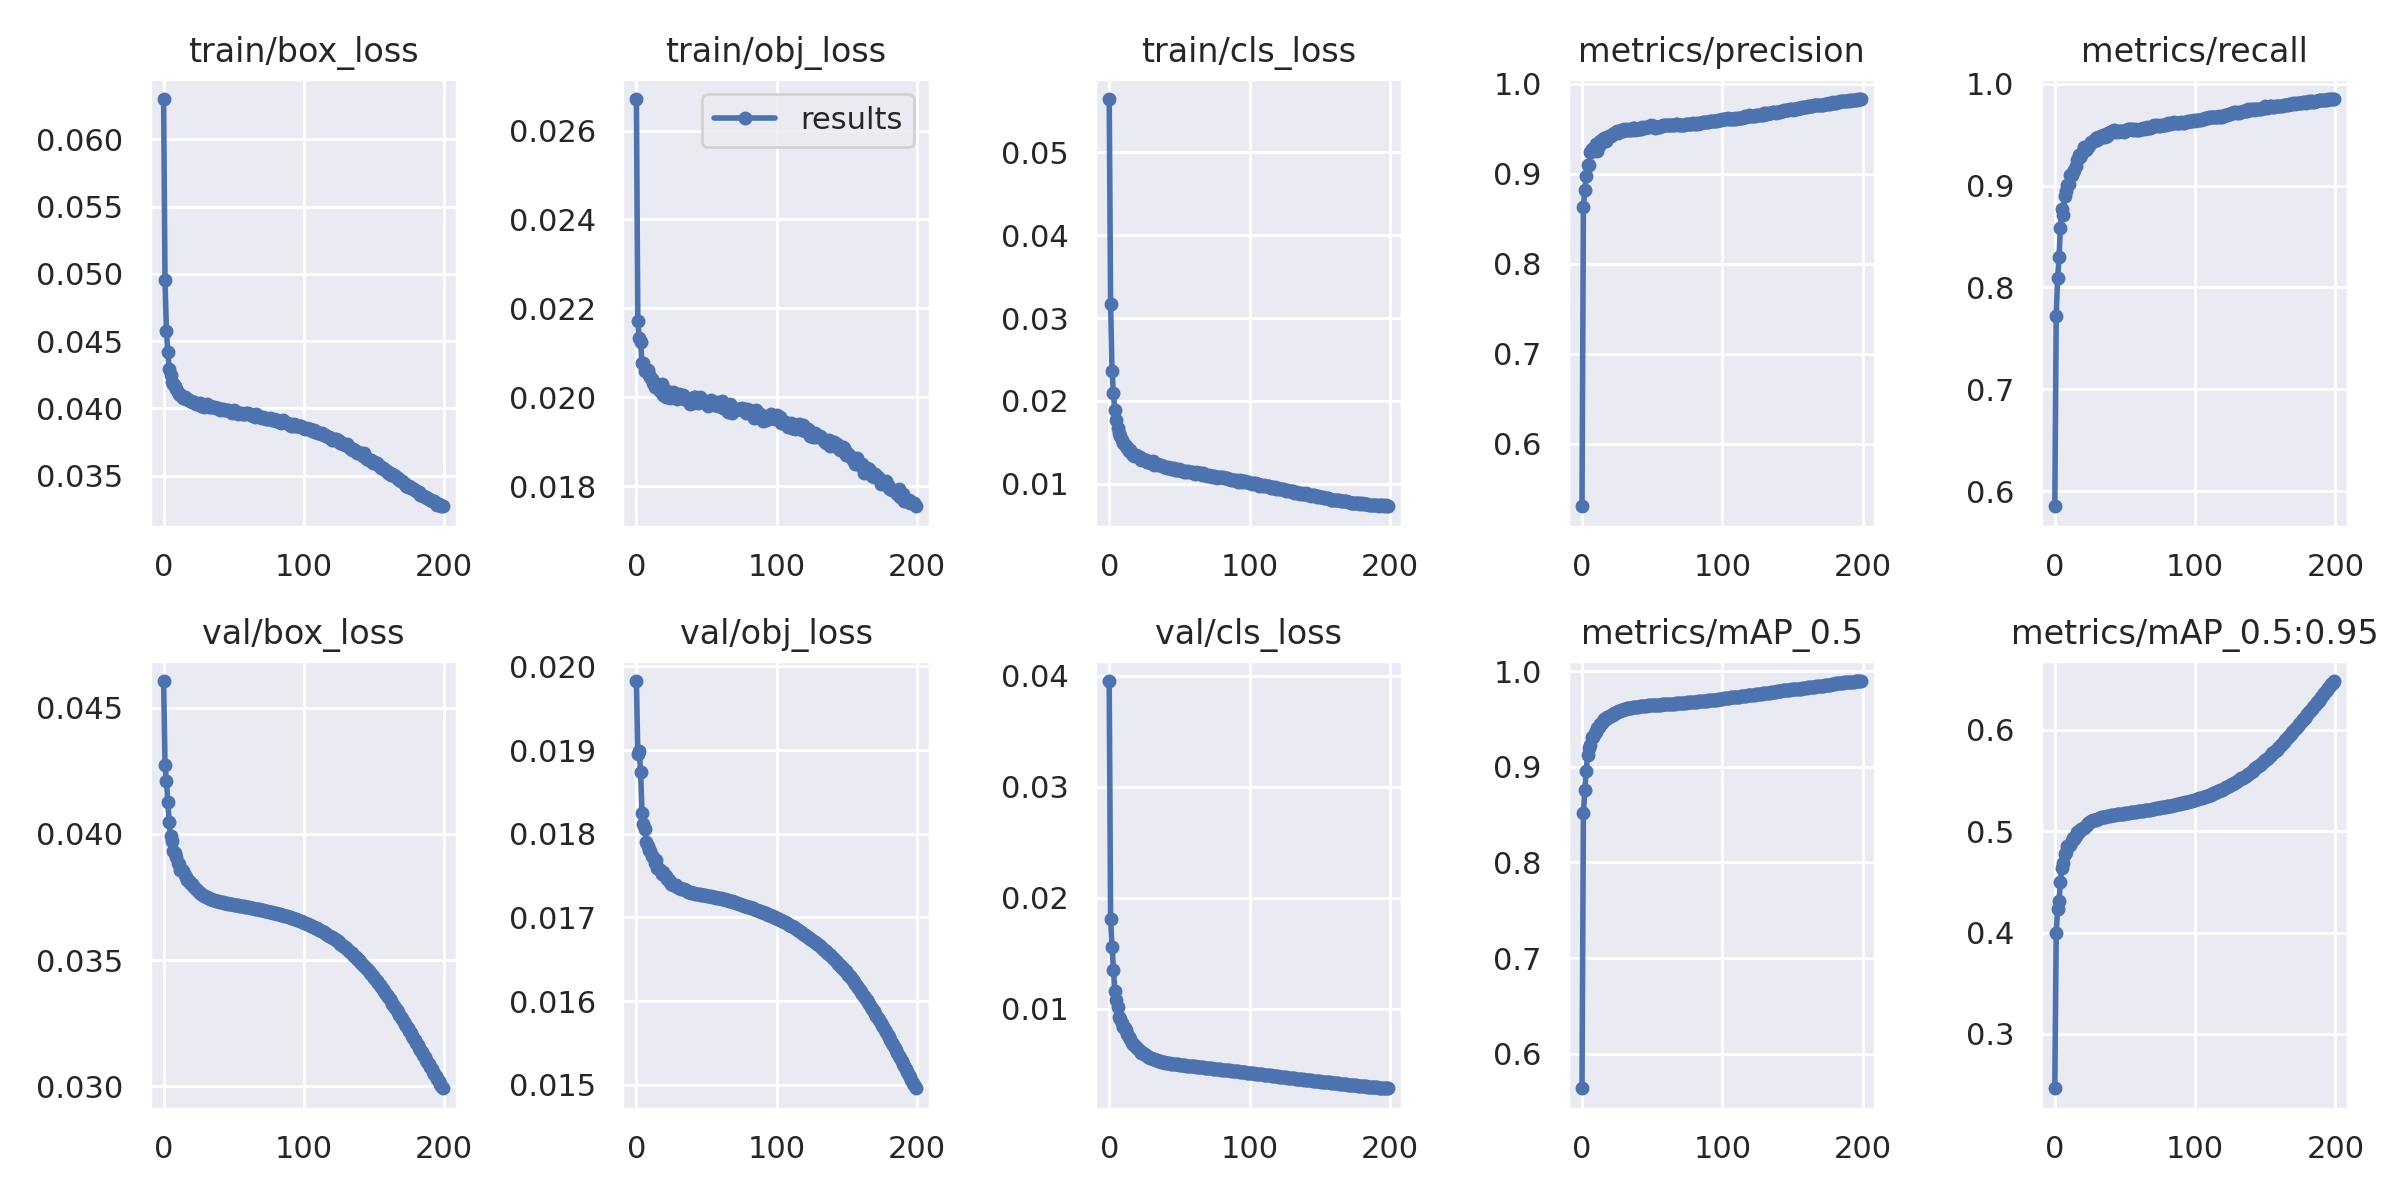 train/box_loss
0.060
0.055
0.050
0.045
0.040
0.035
0 100 200
train/obj_loss
results
0.026
0.024
0.022
0.020
0.018
0 100 200
train/cls_loss
0.05
0.04
0.03
0.02
0.01
0 100 200
metrics/precision
1.0
0.9
0.8
0.7
0.6
0 100 200
metrics/recall
1.0
0.9
0.8
0.7
0.6
0 100 200
val/box_loss
0.045
0.040
0.035
0.030
0 100 200
val/obj_loss
0.020
0.019
0.018
0.017
0.016
0.015
0 100 200
val/cls_loss
0.04
0.03
0.02
0.01
0 100 200
metrics/mAP_0.5
1.0
0.9
0.8
0.7
0.6
0 100 200
metrics/mAP_0.5:0.95
0.6
0.5
0.4
0.3
0 100 200